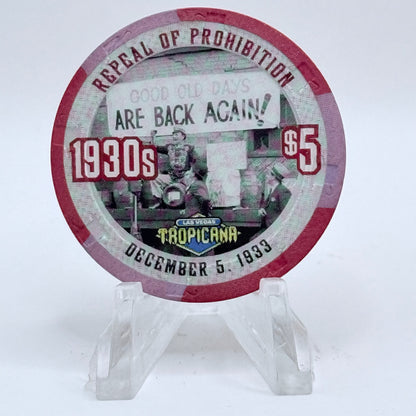 REPEAL OF PROHIBITION
GOOD OLD DAYS
ARE BACK AGAIN!
1930s
$5
LAS VEGAS
TROPICANA
DECEMBER 5, 1933